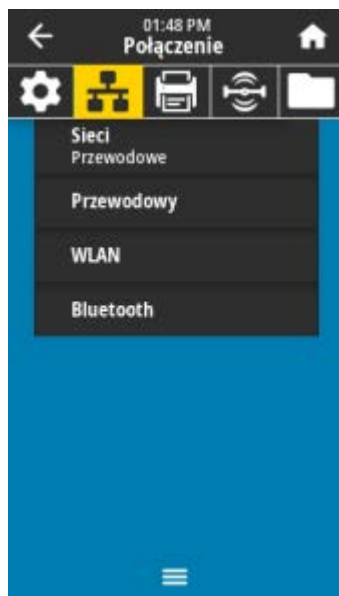 01:48 PM
Połączenie
Sieci
Przewodowe
Przewodowy
WLAN
Bluetooth